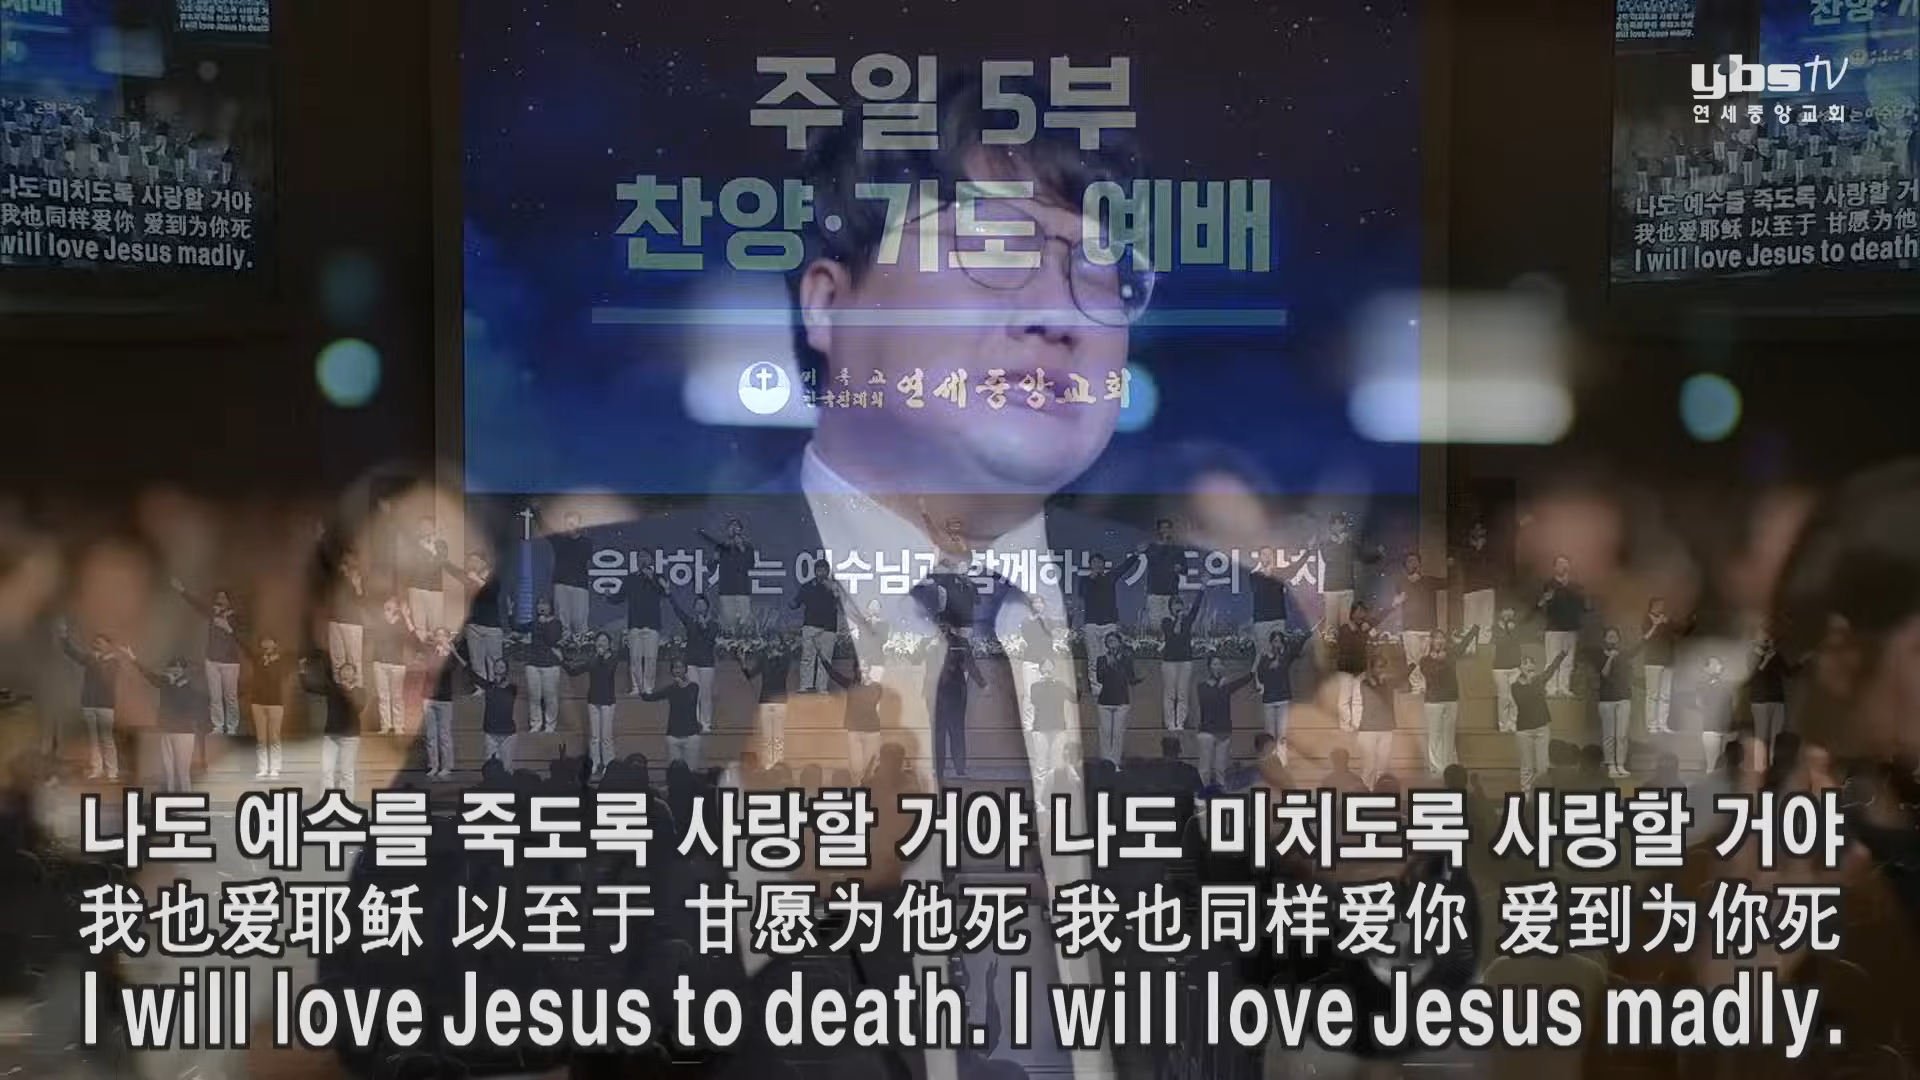 주일 5부
찬양·기도 예배
연세중앙교회
ybstv
연세중앙교회
나도 미치도록 사랑할 거야
我也同样爱你 爱到为你死
will love Jesus madly.
나도 예수를 죽도록 사랑할 거
我也爱耶稣 以至于 甘愿为他
I will love Jesus to death
나도 예수를 죽도록 사랑할 거야 나도 미치도록 사랑할 거야
我也爱耶稣 以至于 甘愿为他死 我也同样爱你 爱到为你死
I will love Jesus to death. I will love Jesus madly.